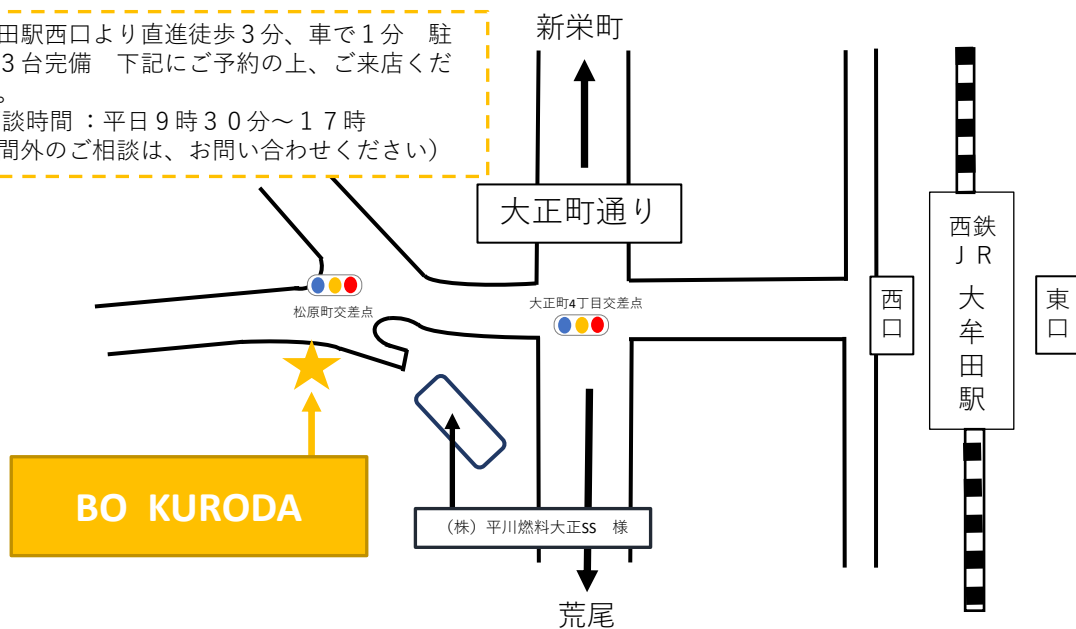 田駅西口より直進徒歩３分、車で１分　駐
３台完備　下記にご予約の上、ご来店くだ
。
談時間：平日９時３０分～１７時
間外のご相談は、お問い合わせください）
新栄町
大正町通り
西鉄
ＪＲ
大牟田駅
西口
東口
松原町交差点
大正町4丁目交差点
BO KURODA
（株）平川燃料大正SS　様
荒尾